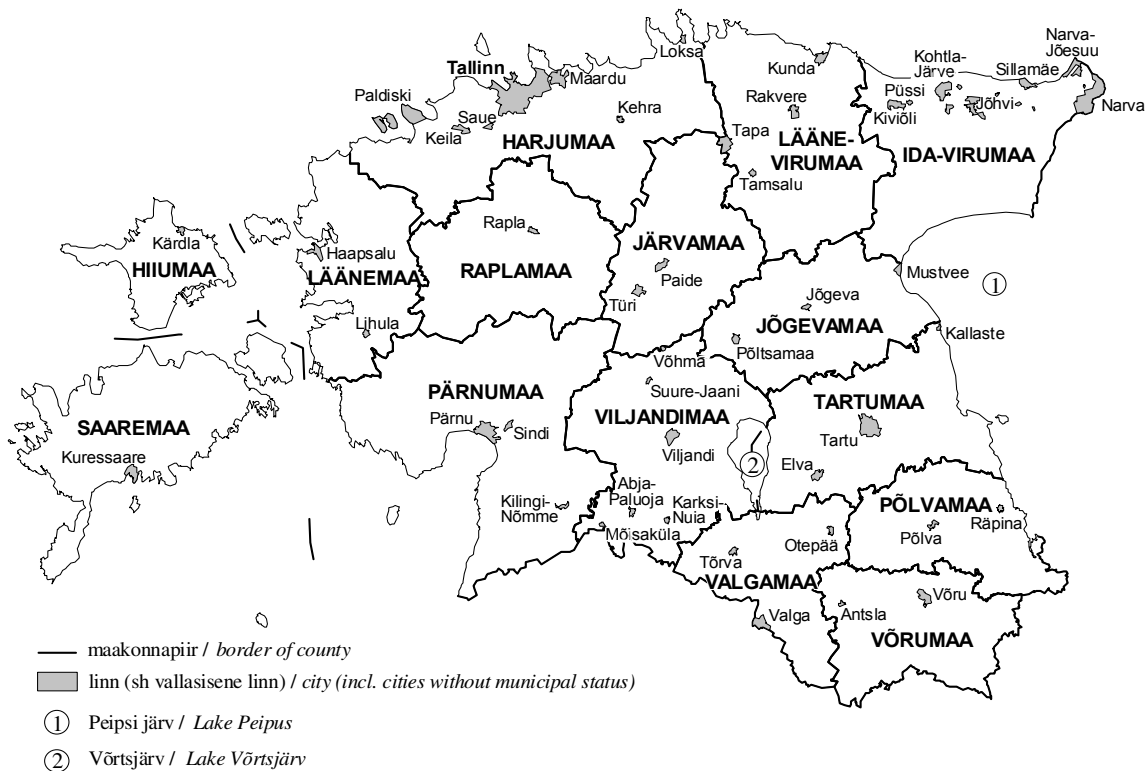 Loksa
Narva-
Jõesuu
Kohtla-
Järve
Tallinn
Maardu
Kunda
Sillamäe
Paldiski
Püssi
Rakvere
Kehra
Saue
Jõhvi
Narva
Keila
Kiviõli
HARJUMAA
Tapa
LÄÄNE-
VIRUMAA
IDA-VIRUMAA
Tamsalu
Rapla
Kärdla
Haapsalu
JÄRVAMAA
HIIUMAA
LÄÄNEMAA
RAPLAMAA
Paide
Mustvee
1
Türi
Jõgeva
Lihula
JÕGEVAMAA
Kallaste
Põltsamaa
Võhma
PÄRNUMAA
Suure-Jaani
TARTUMAA
SAAREMAA
Pärnu
Sindi
VILJANDIMAA
Tartu
Viljandi
2
Kuressaare
Elva
Abja-
Paluoja
Karksi-
Nuia
PÕLVAMAA
Kilingi-
Nõmme
Räpina
Mõisaküla
Otepää
Põlva
Tõrva
VALGAMAA
Võru
Valga
Antsla
VÕRUMAA
maakonnapiir / border of county
linn (sh vallasisene linn) / city (incl. cities without municipal status)
1 Peipsi järv / Lake Peipus
2 Võrtsjärv / Lake Võrtsjärv